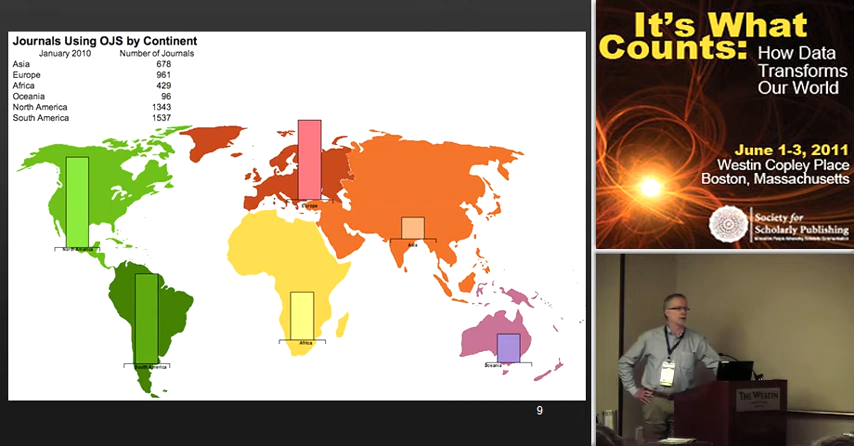 Journals Using OJS by Continent
January 2010 Number of Journals
Asia 678
Europe 961
Africa 429
Oceania 96
North America 1343
South America 1537
North America
South America
Europe
Africa
Asia
Oceania
9
It's What
Counts: How Data
Transforms
Our World
June 1-3, 2011
Westin Copley Place
Boston, Massachusetts
Society for
Scholarly Publishing
THE WESTIN